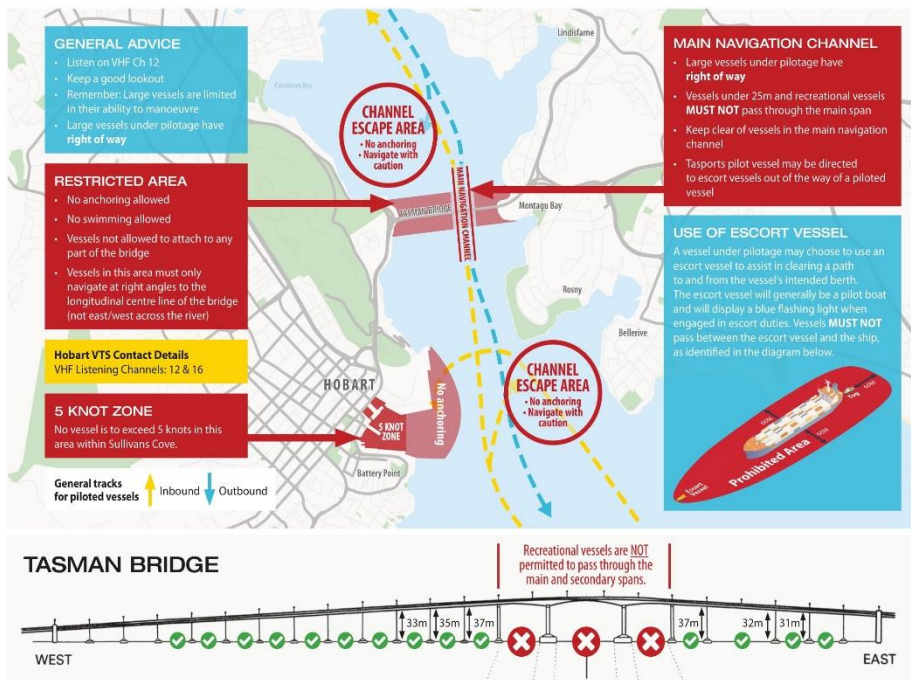 GENERAL ADVICE
• Listen on VHF Ch 12
• Keep a good lookout
• Remember: Large vessels are limited
in their ability to manoeuvre
• Large vessels under pilotage have
right of way
RESTRICTED AREA
• No anchoring allowed
• No swimming allowed
• Vessels not allowed to attach to any
part of the bridge
• Vessels in this area must only
navigate at right angles to the
longitudinal centre line of the bridge
(not east/west across the river)
Hobart VTS Contact Details
VHF Listening Channels: 12 & 16
5 KNOT ZONE
No vessel is to exceed 5 knots in this
area within Sullivans Cove.
General tracks
for piloted vessels
Inbound
Outbound
Cornelian Bay
Lindisfarne
CHANNEL
ESCAPE AREA
• No anchoring
• Navigate with
caution
TASMAN BRIDGE
MAIN NAVIGATION CHANNEL
Montagu Bay
Rosny
Bellerive
HOBART
No anchoring
5 KNOT
ZONE
Battery Point
CHANNEL
ESCAPE AREA
• No anchoring
• Navigate with
caution
MAIN NAVIGATION CHANNEL
• Large vessels under pilotage have
right of way
• Vessels under 25m and recreational vessels
MUST NOT pass through the main span
• Keep clear of vessels in the main navigation
channel
• Tasports pilot vessel may be directed
to escort vessels out of the way of a piloted
vessel
USE OF ESCORT VESSEL
A vessel under pilotage may choose to use an
escort vessel to assist in clearing a path
to and from the vessel's intended berth.
The escort vessel will generally be a pilot boat
and will display a blue flashing light when
engaged in escort duties. Vessels MUST NOT
pass between the escort vessel and the ship,
as identified in the diagram below.
60M
Tug
60M
Prohibited Area
Escort
Vessel
TASMAN BRIDGE
Recreational vessels are NOT
permitted to pass through the
main and secondary spans.
33m
35m
37m
37m
32m
31m
WEST
EAST